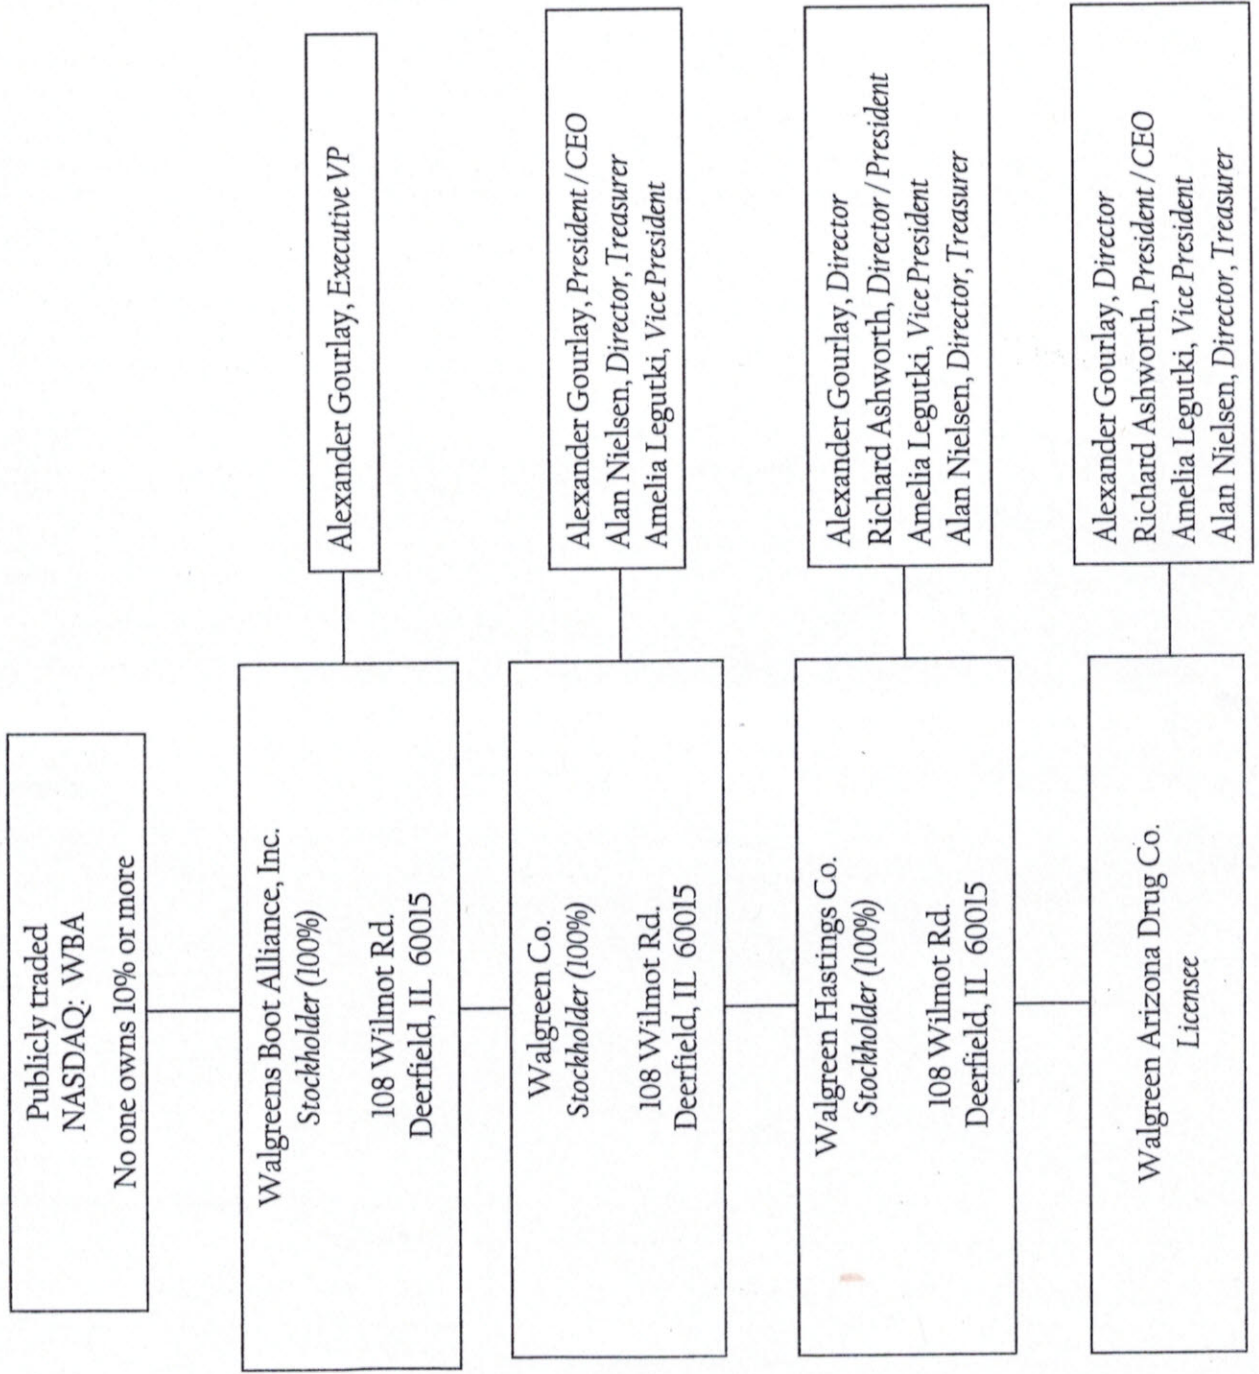 Publicly traded
NASDAQ: WBA
No one owns 10% or more
Walgreens Boot Alliance, Inc.
Stockholder (100%)
108 Wilmot Rd.
Deerfield, IL 60015
Alexander Gourlay, Executive VP
Walgreen Co.
Stockholder (100%)
108 Wilmot Rd.
Deerfield, IL 60015
Alexander Gourlay, President / CEO
Alan Nielsen, Director, Treasurer
Amelia Legutki, Vice President
Walgreen Hastings Co.
Stockholder (100%)
108 Wilmot Rd.
Deerfield, IL 60015
Alexander Gourlay, Director
Richard Ashworth, Director / President
Amelia Legutki, Vice President
Alan Nielsen, Director, Treasurer
Walgreen Arizona Drug Co.
Licensee
Alexander Gourlay, Director
Richard Ashworth, President / CEO
Amelia Legutki, Vice President
Alan Nielsen, Director, Treasurer